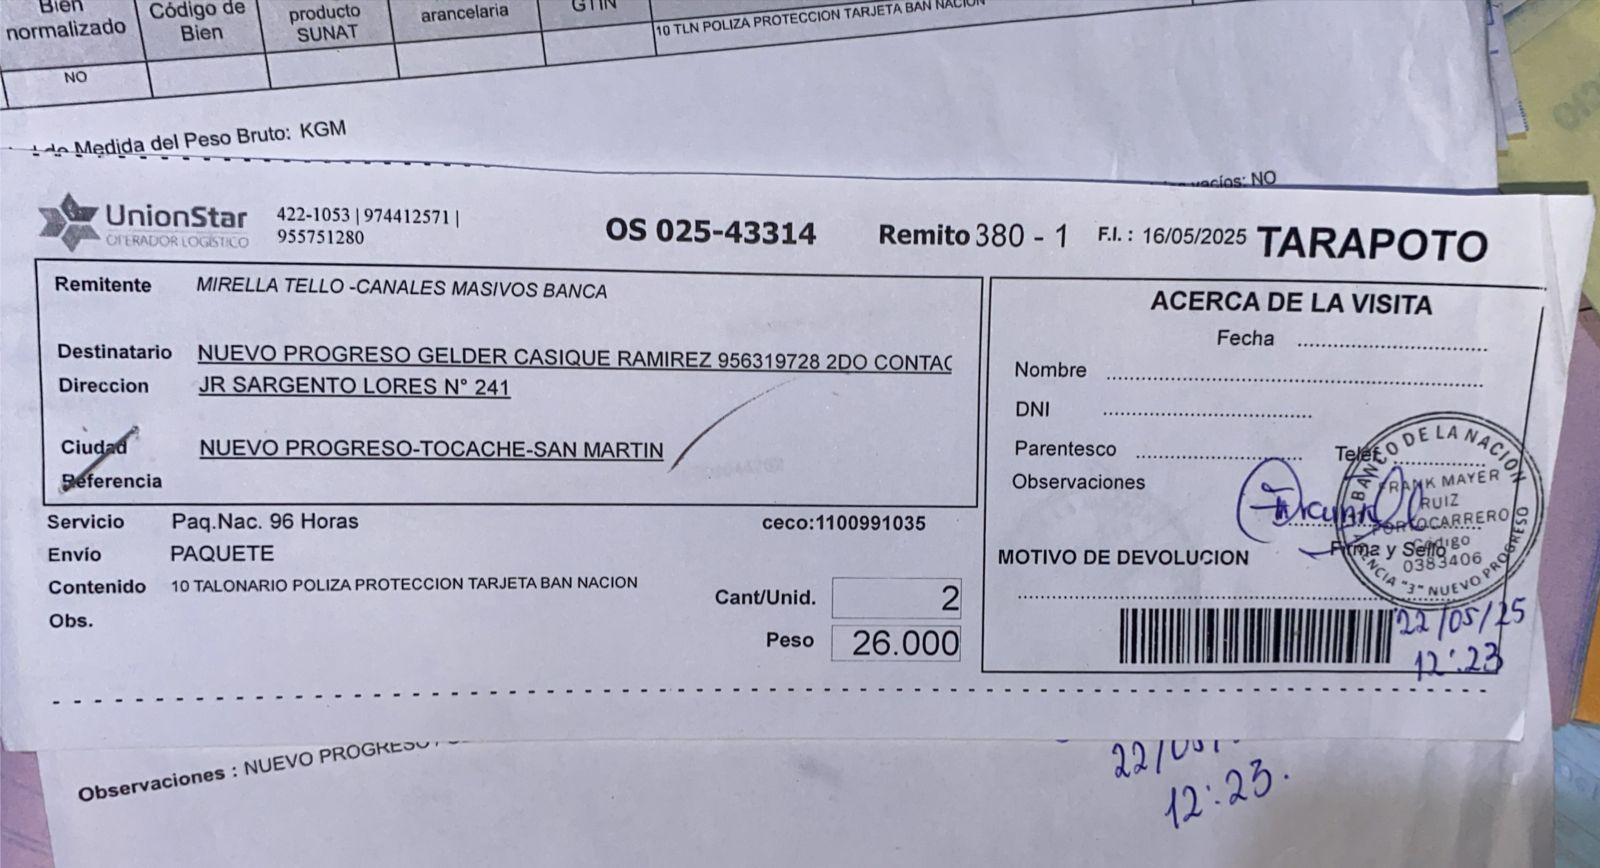 Bien
normalizado
Código de
Bien
producto
SUNAT
arancelaria
GTIN
NO
10 TLN POLIZA PROTECCION TARJETA BAN NACION
de Medida del Peso Bruto: KGM
vacíos: NO
UnionStar
OPERADOR LOGÍSTICO
422-1053 | 974412571 |
955751280
OS 025-43314
Remito 380 - 1
F.I. : 16/05/2025
TARAPOTO
Remitente MIRELLA TELLO -CANALES MASIVOS BANCA
Destinatario NUEVO PROGRESO GELDER CASIQUE RAMIREZ 956319728 2DO CONTAC
Direccion JR SARGENTO LORES N° 241
Ciudad NUEVO PROGRESO-TOCACHE-SAN MARTIN
Referencia
Servicio Paq.Nac. 96 Horas ceco:1100991035
Envío PAQUETE
Contenido 10 TALONARIO POLIZA PROTECCION TARJETA BAN NACION
Obs.
Cant/Unid. 2
Peso 26.000
ACERCA DE LA VISITA
Fecha
Nombre
DNI
Parentesco Teléf.
Observaciones
Firma y Sello
MOTIVO DE DEVOLUCION
BANCO DE LA NACION
FRANK MAYER
RUIZ
PORTOCARRERO
Código
0383406
AGENCIA "3" NUEVO PROGRESO
22/05/25
12:23
Observaciones : NUEVO PROGRESO
12:23.